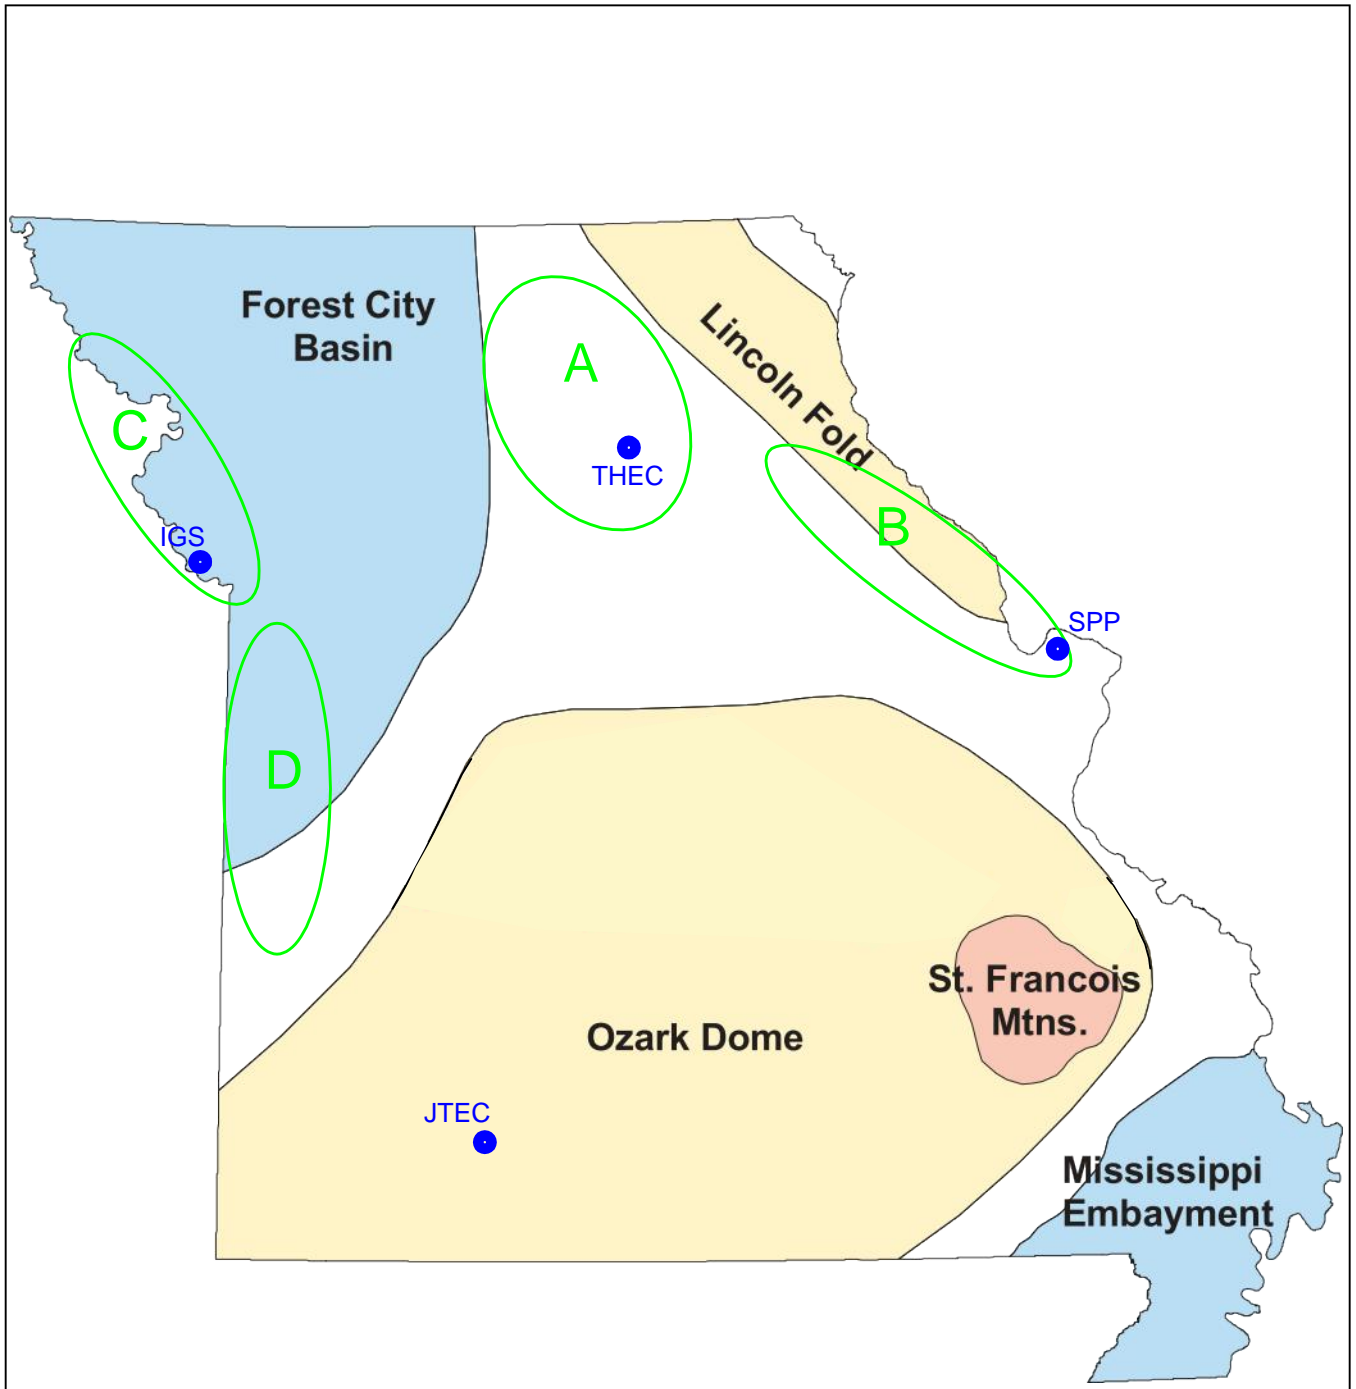 Forest City
Basin
Lincoln Fold
A
C
THEC
B
IGS
SPP
D
St. Francois
Mtns.
Ozark Dome
JTEC
Mississippi
Embayment